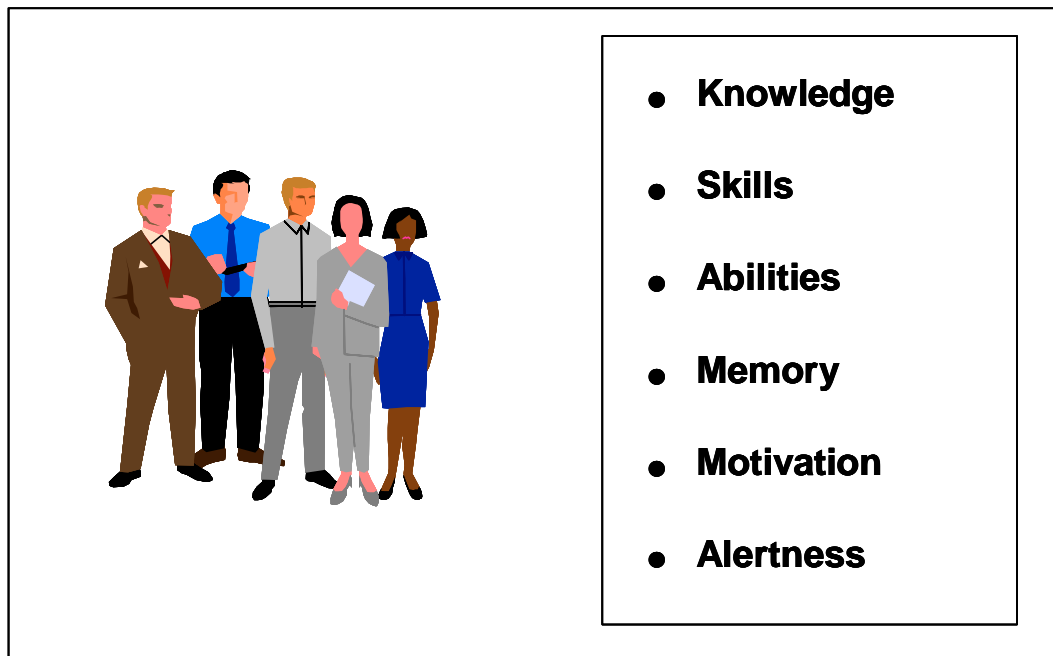 • Knowledge
• Skills
• Abilities
• Memory
• Motivation
• Alertness